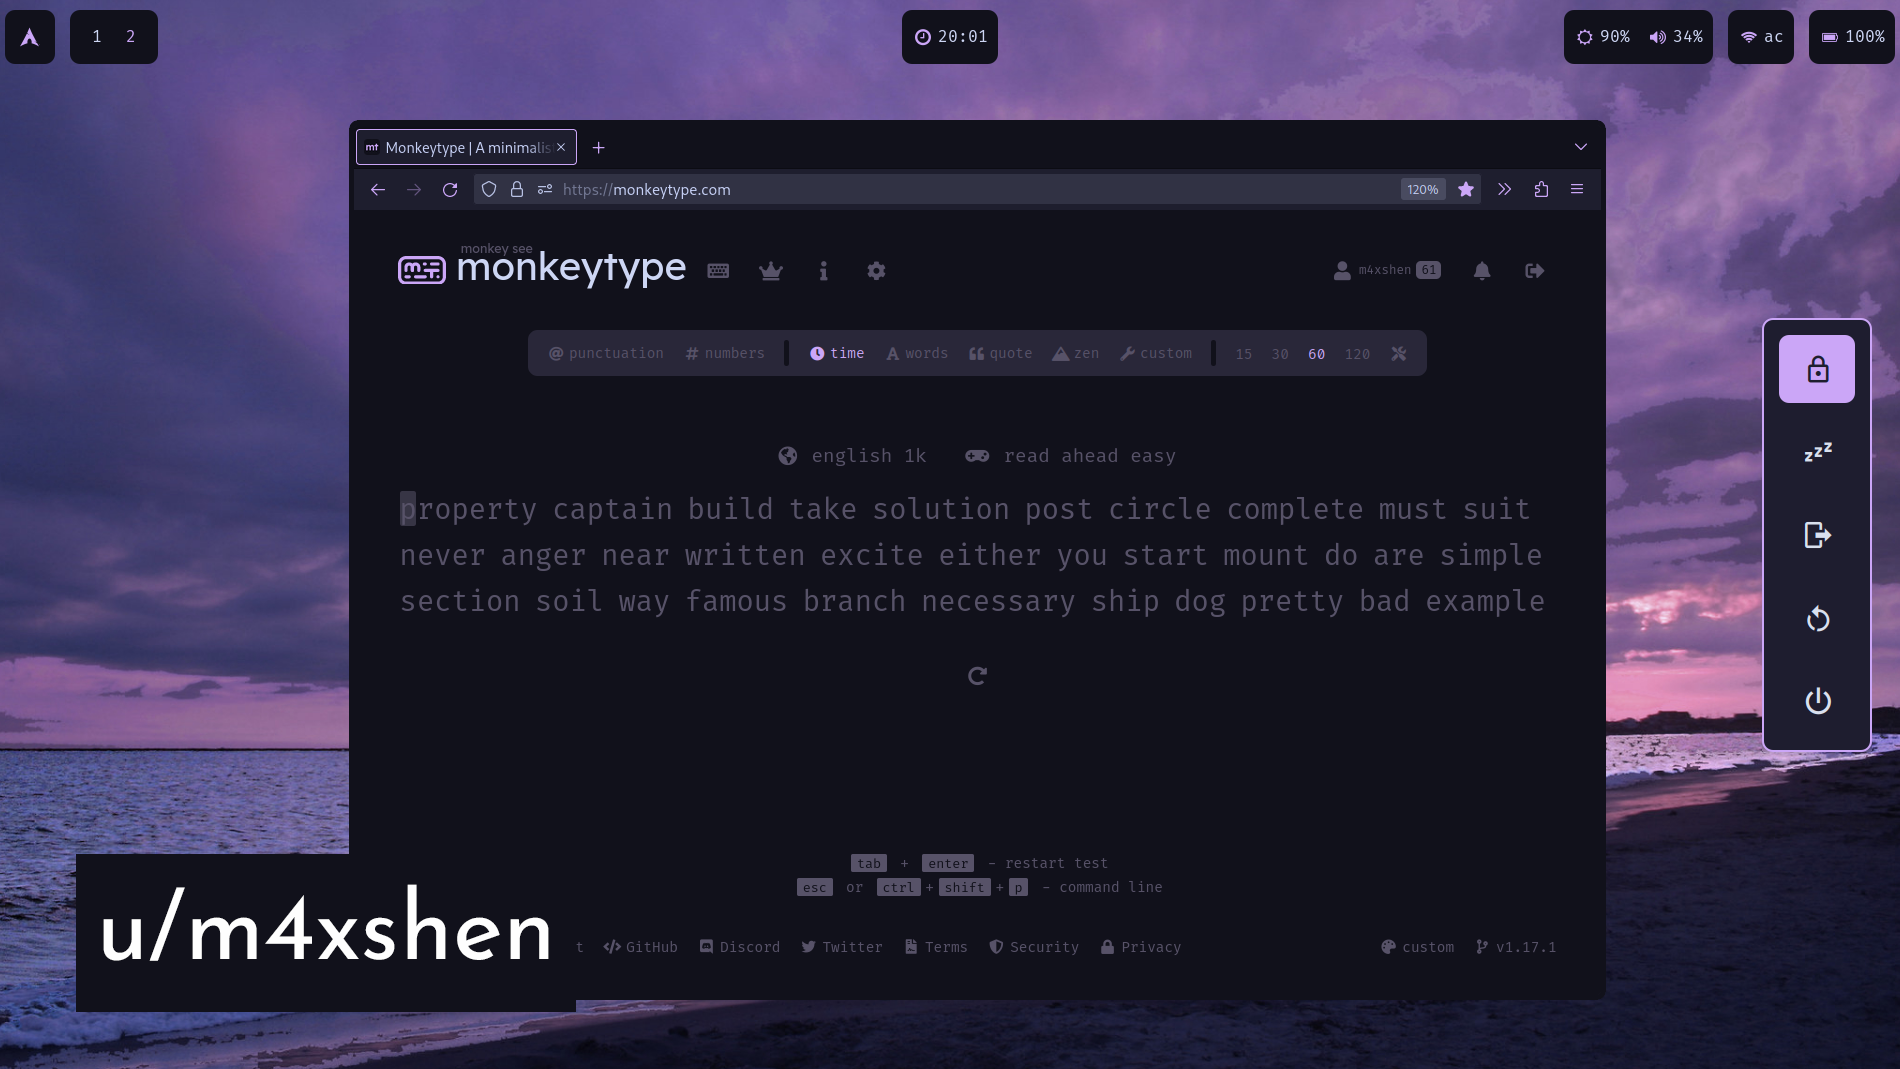 1 2
20:01
90% 34%
ac
100%
mt Monkeytype | A minimalis
https://monkeytype.com
120%
monkey see
monkeytype
m4xshen 61
@ punctuation # numbers time A words quote zen custom 15 30 60 120
english 1k read ahead easy
property captain build take solution post circle complete must suit
never anger near written excite either you start mount do are simple
section soil way famous branch necessary ship dog pretty bad example
zzz
tab + enter - restart test
esc or ctrl + shift + p - command line
t GitHub Discord Twitter Terms Security Privacy custom v1.17.1
u/m4xshen